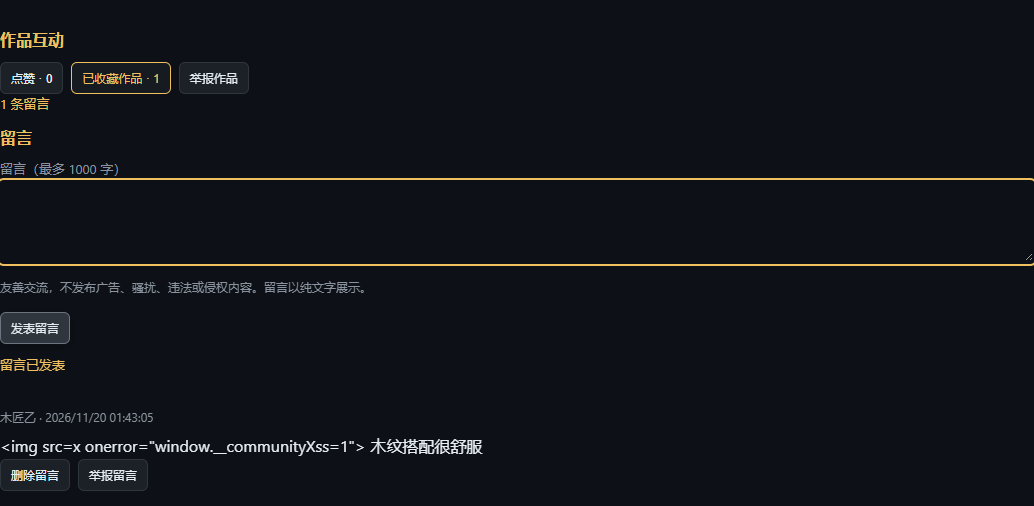 作品互动
点赞 · 0 已收藏作品 · 1 举报作品
1 条留言
留言
留言（最多 1000 字）
友善交流，不发布广告、骚扰、违法或侵权内容。留言以纯文字展示。
发表留言
留言已发表
木匠乙 · 2026/11/20 01:43:05
<img src=x onerror="window.__communityXss=1"> 木纹搭配很舒服
删除留言 举报留言